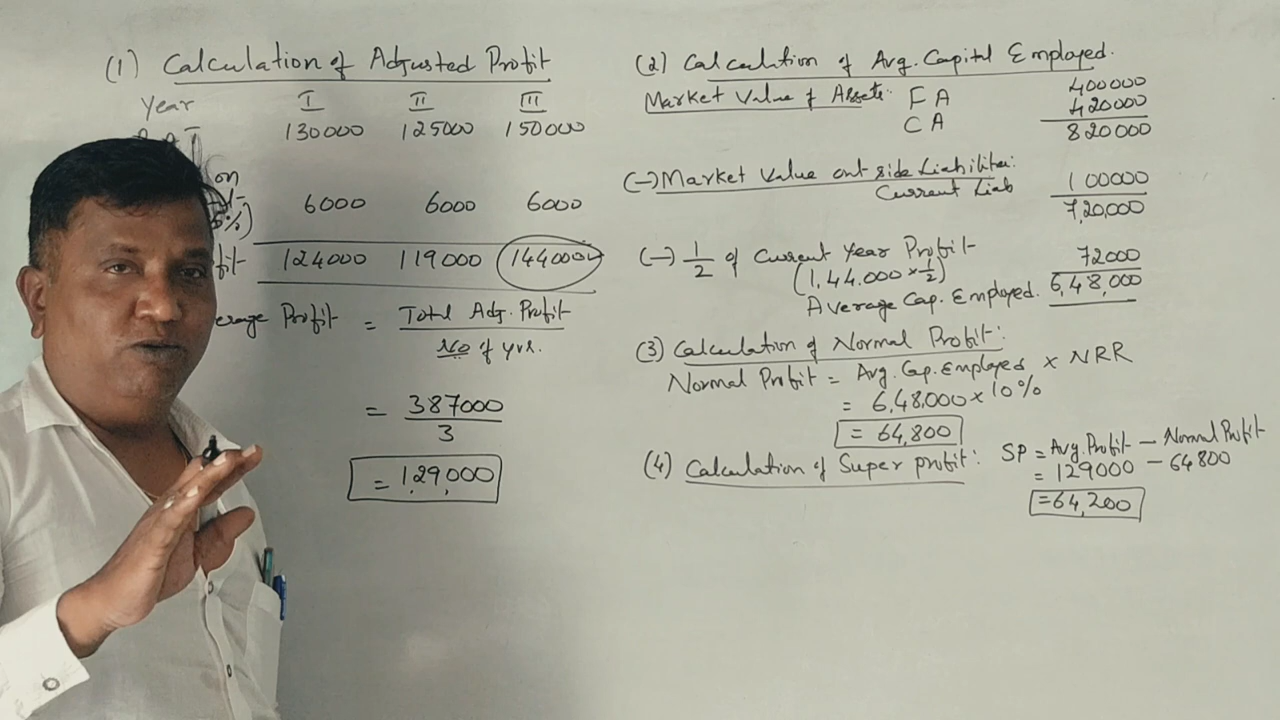 (1) Calculation of Adjusted Profit
Year I II III
130000 125000 150000
on
6000 6000 6000
124000 119000 144000
Profit = Total Adj. Profit
No of yrs.
= 387000
3
= 1,29,000
(2) Calculation of Avg. Capital Employed.
Market Value of Assets: FA 400000
CA 420000
820000
(-) Market Value out side Liabilities:
Current Liab 100000
7,20,000
(-) 1/2 of Current Year Profit 72000
(1,44,000 × 1/2)
Average Cap. Employed. 6,48,000
(3) Calculation of Normal Profit:
Normal Profit = Avg. Cap. Employed × NRR
= 6,48,000 × 10%
= 64,800
(4) Calculation of Super profit: SP = Avg. Profit - Normal Profit
= 129000 - 64800
= 64,200